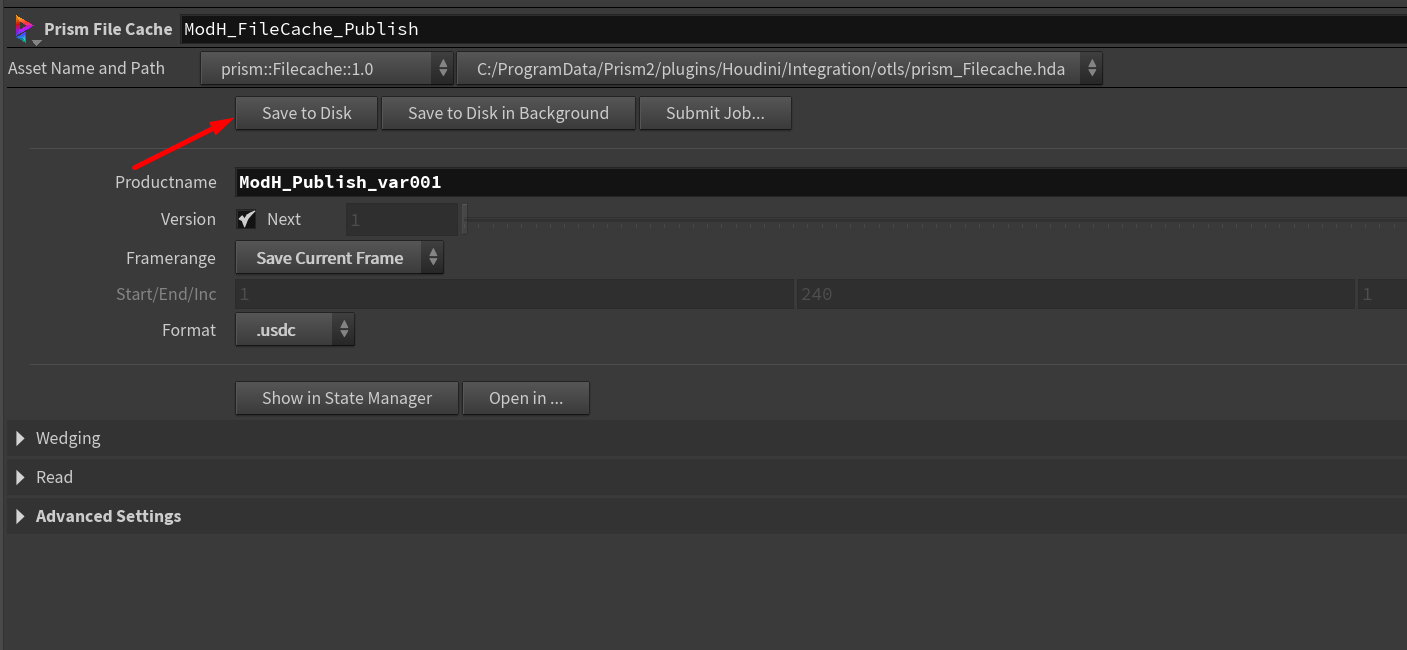 Prism File Cache ModH_FileCache_Publish
Asset Name and Path prism::Filecache::1.0 C:/ProgramData/Prism2/plugins/Houdini/Integration/otls/prism_Filecache.hda
Save to Disk Save to Disk in Background Submit Job...
Productname ModH_Publish_var001
Version Next 1
Framerange Save Current Frame
Start/End/Inc 1 240 1
Format .usdc
Show in State Manager Open in ...
Wedging
Read
Advanced Settings